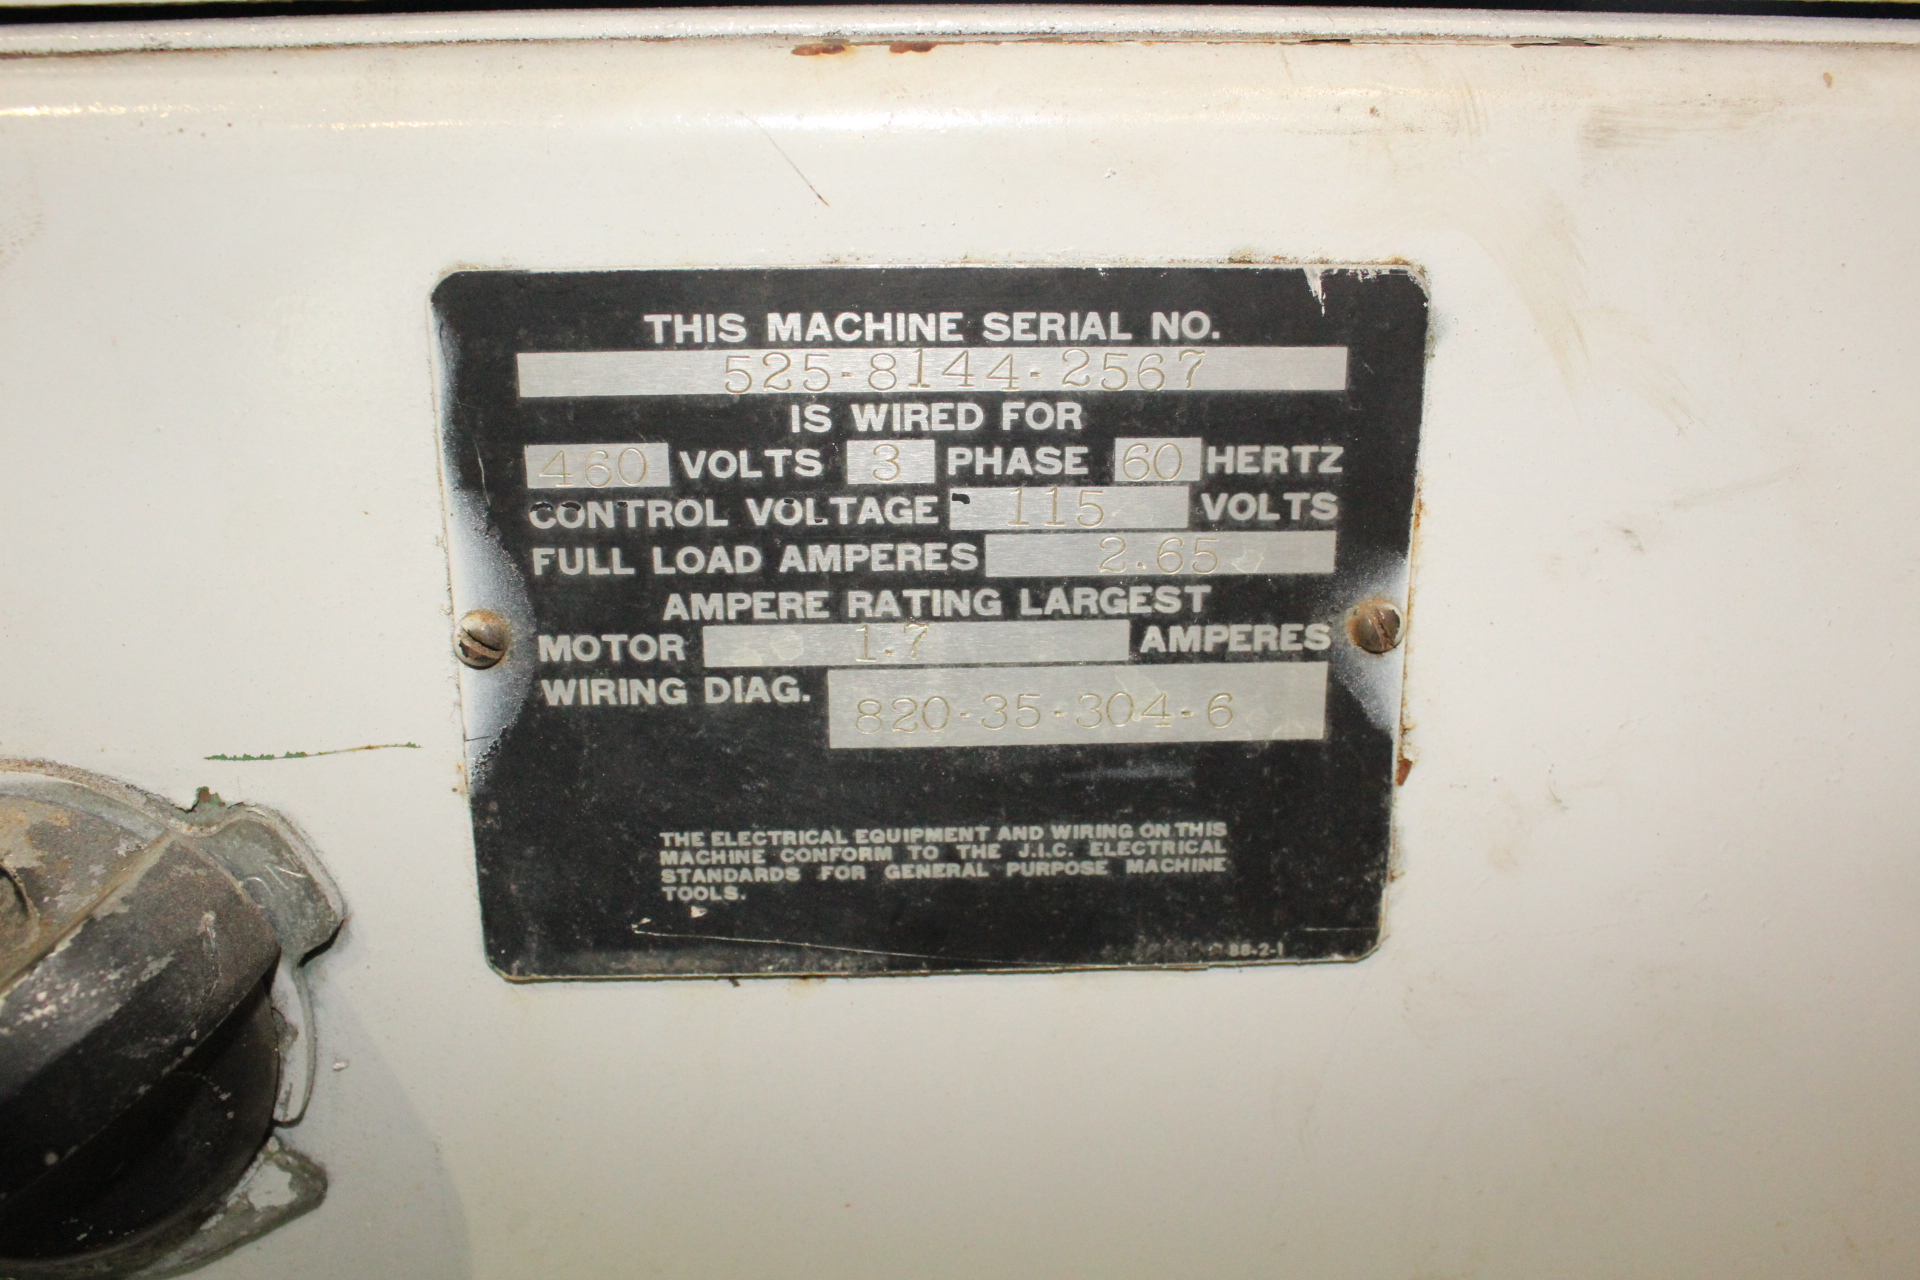 THIS MACHINE SERIAL NO.
525-8144-2567
IS WIRED FOR
460 VOLTS 3 PHASE 60 HERTZ
CONTROL VOLTAGE 115 VOLTS
FULL LOAD AMPERES 2.65
AMPERE RATING LARGEST
MOTOR 1.7 AMPERES
WIRING DIAG. 820-35-304-6
THE ELECTRICAL EQUIPMENT AND WIRING ON THIS
MACHINE CONFORM TO THE J.I.C. ELECTRICAL
STANDARDS FOR GENERAL PURPOSE MACHINE
TOOLS.
ON